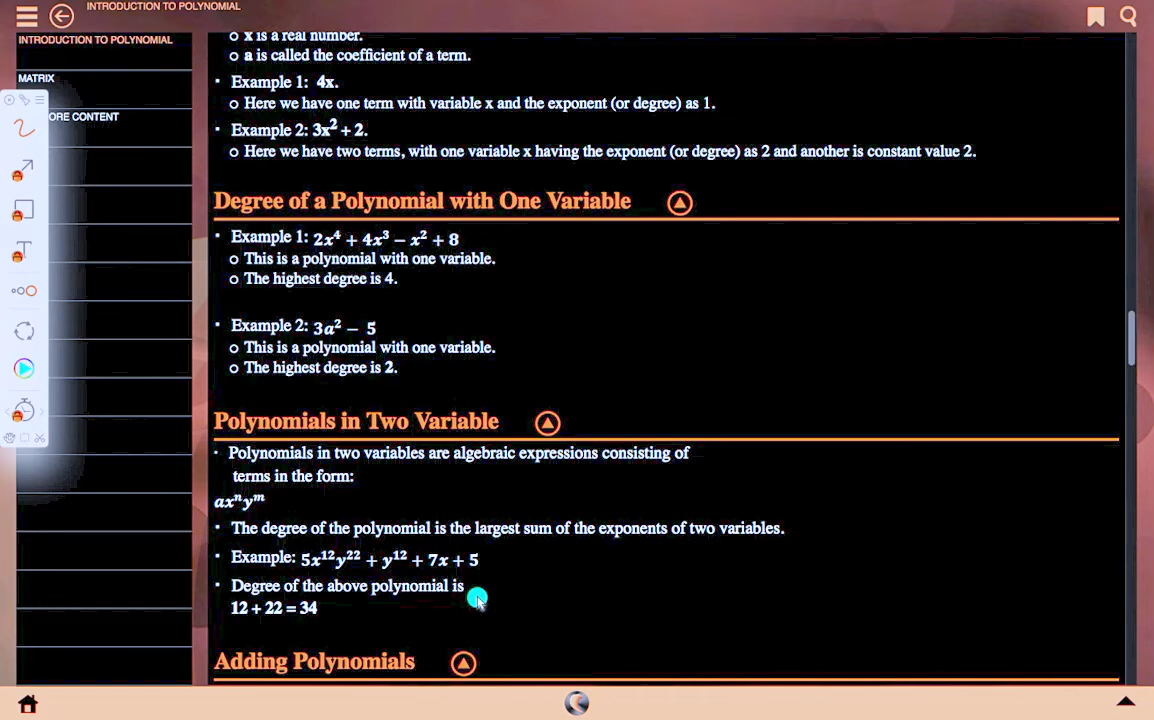 INTRODUCTION TO POLYNOMIAL
INTRODUCTION TO POLYNOMIAL
MATRIX
ORE CONTENT
o x is a real number.
o a is called the coefficient of a term.
· Example 1: 4x.
o Here we have one term with variable x and the exponent (or degree) as 1.
· Example 2: 3x² + 2.
o Here we have two terms, with one variable x having the exponent (or degree) as 2 and another is constant value 2.
Degree of a Polynomial with One Variable
· Example 1: 2x⁴ + 4x³ − x² + 8
o This is a polynomial with one variable.
o The highest degree is 4.
· Example 2: 3a² − 5
o This is a polynomial with one variable.
o The highest degree is 2.
Polynomials in Two Variable
· Polynomials in two variables are algebraic expressions consisting of
terms in the form:
axⁿyᵐ
· The degree of the polynomial is the largest sum of the exponents of two variables.
· Example: 5x¹²y²² + y¹² + 7x + 5
· Degree of the above polynomial is
12 + 22 = 34
Adding Polynomials